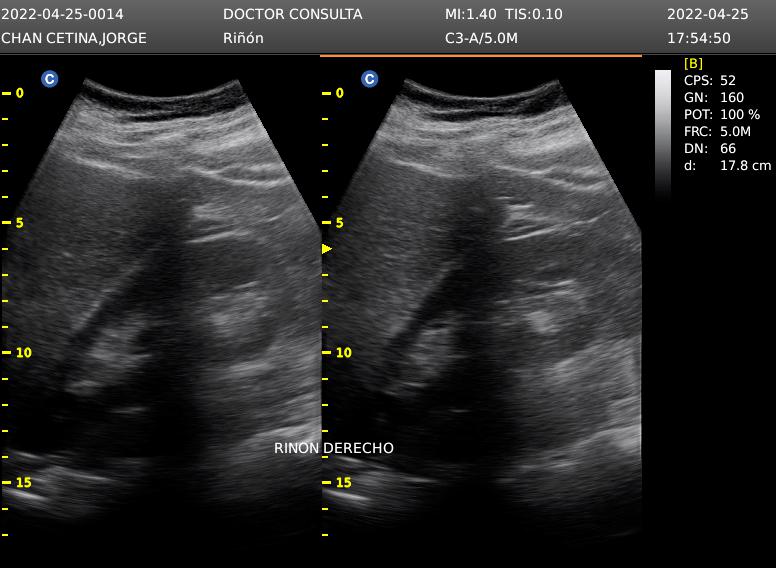 2022-04-25-0014 DOCTOR CONSULTA MI:1.40 TIS:0.10 2022-04-25
CHAN CETINA,JORGE Riñón C3-A/5.0M 17:54:50
C C [B]
0 0 CPS: 52
GN: 160
POT: 100 %
FRC: 5.0M
DN: 66
d: 17.8 cm
5 5
10 10
RINON DERECHO
15 15